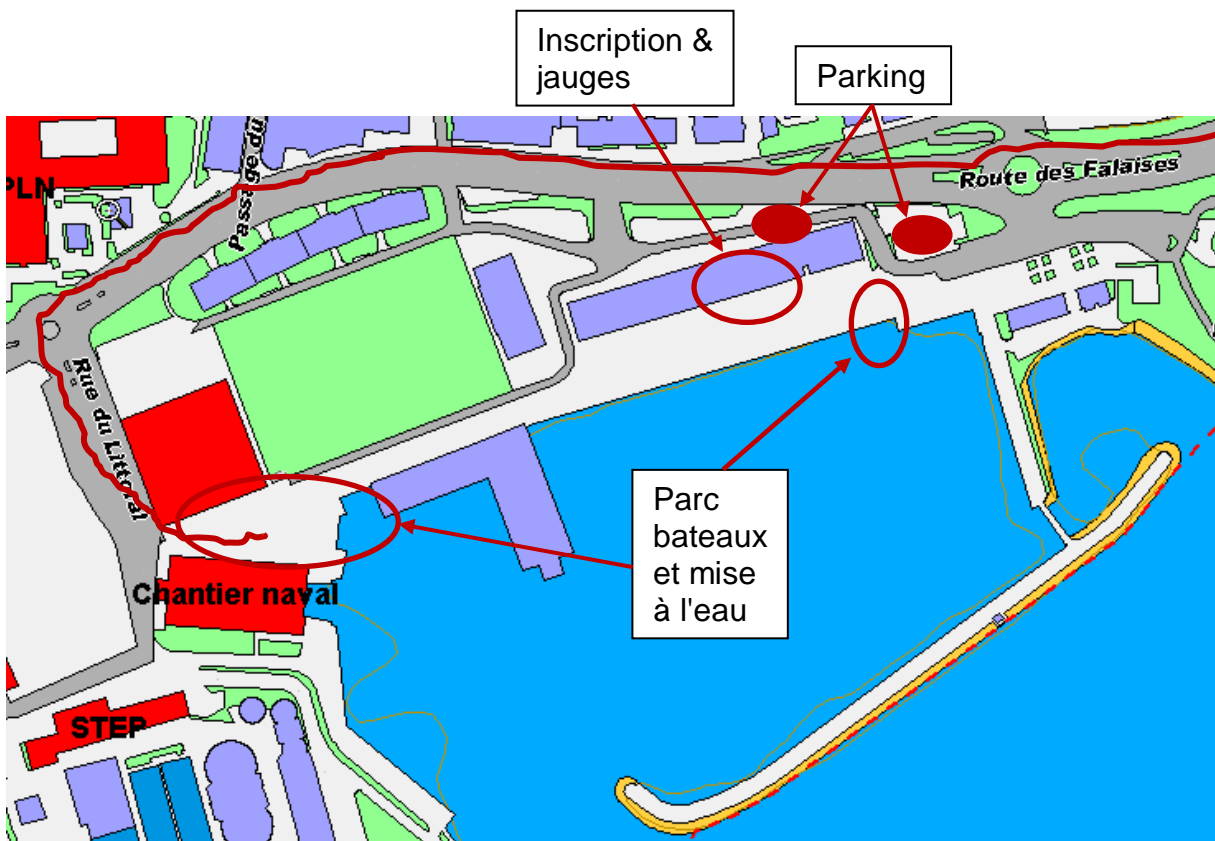 Inscription &
jauges
Parking
PLN
Passage du
Route des Falaises
Rue du Littoral
Parc
bateaux
et mise
à l'eau
Chantier naval
STEP